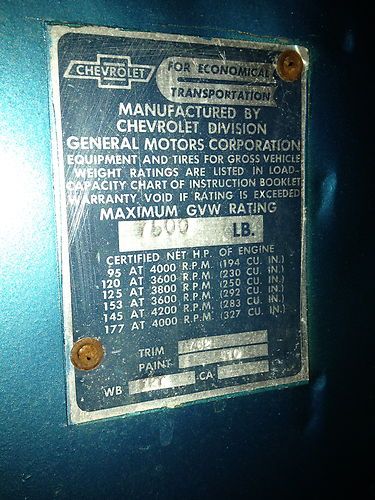 CHEVROLET
FOR ECONOMICAL
TRANSPORTATION
MANUFACTURED BY
CHEVROLET DIVISION
GENERAL MOTORS CORPORATION
EQUIPMENT AND TIRES FOR GROSS VEHICLE
WEIGHT RATINGS ARE LISTED IN LOAD-
CAPACITY CHART OF INSTRUCTION BOOKLET
WARRANTY VOID IF RATING IS EXCEEDED
MAXIMUM GVW RATING
7600 LB.
CERTIFIED NET H.P. OF ENGINE
95 AT 4000 R.P.M. (194 CU. IN.)
120 AT 3600 R.P.M. (230 CU. IN.)
125 AT 3800 R.P.M. (250 CU. IN.)
153 AT 3600 R.P.M. (292 CU. IN.)
145 AT 4200 R.P.M. (283 CU. IN.)
177 AT 4000 R.P.M. (327 CU. IN.)
TRIM
PAINT
WB CA